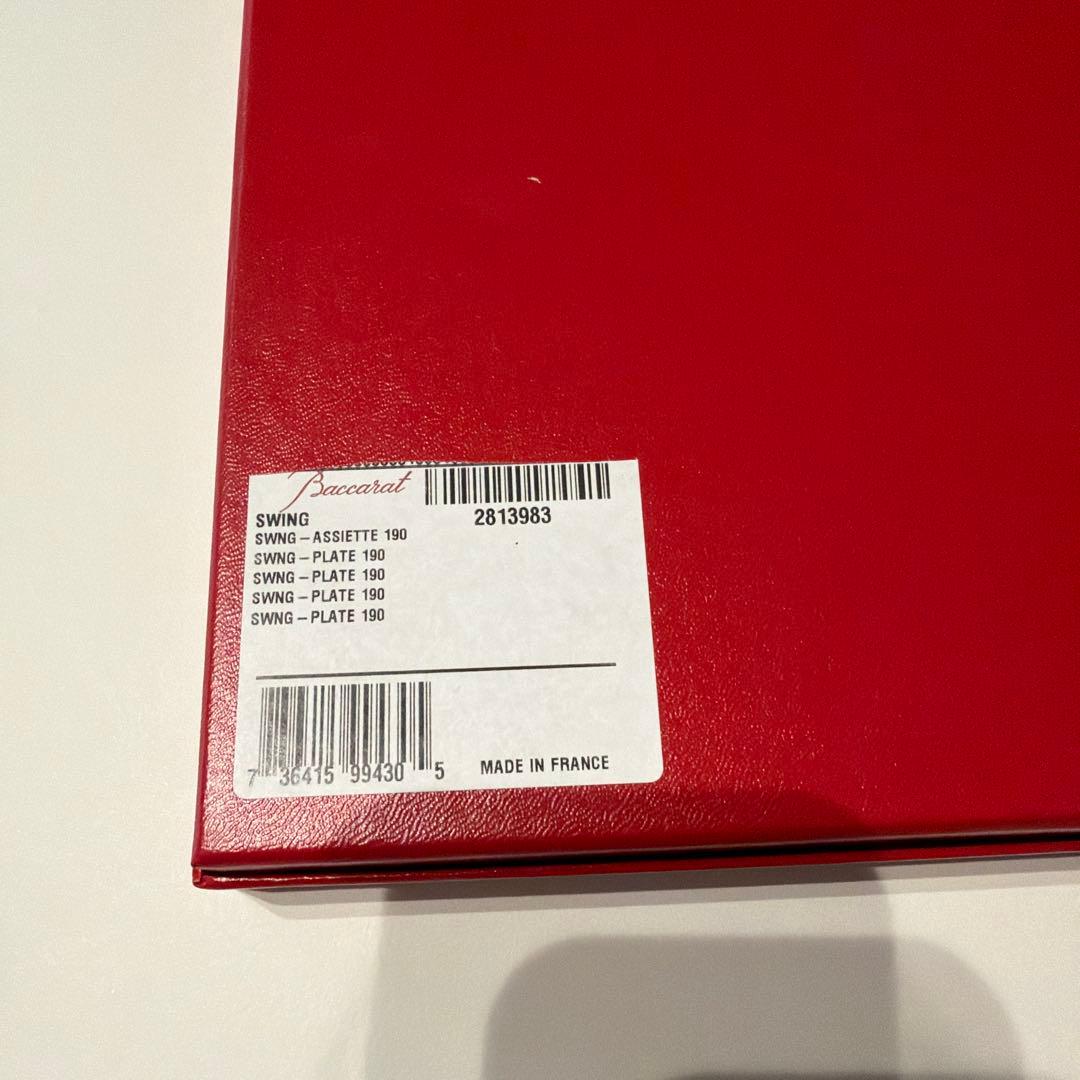 Baccarat
2813983
SWING
SWNG – ASSIETTE 190
SWNG – PLATE 190
SWNG – PLATE 190
SWNG – PLATE 190
SWNG – PLATE 190
7 36415 99430 5
MADE IN FRANCE